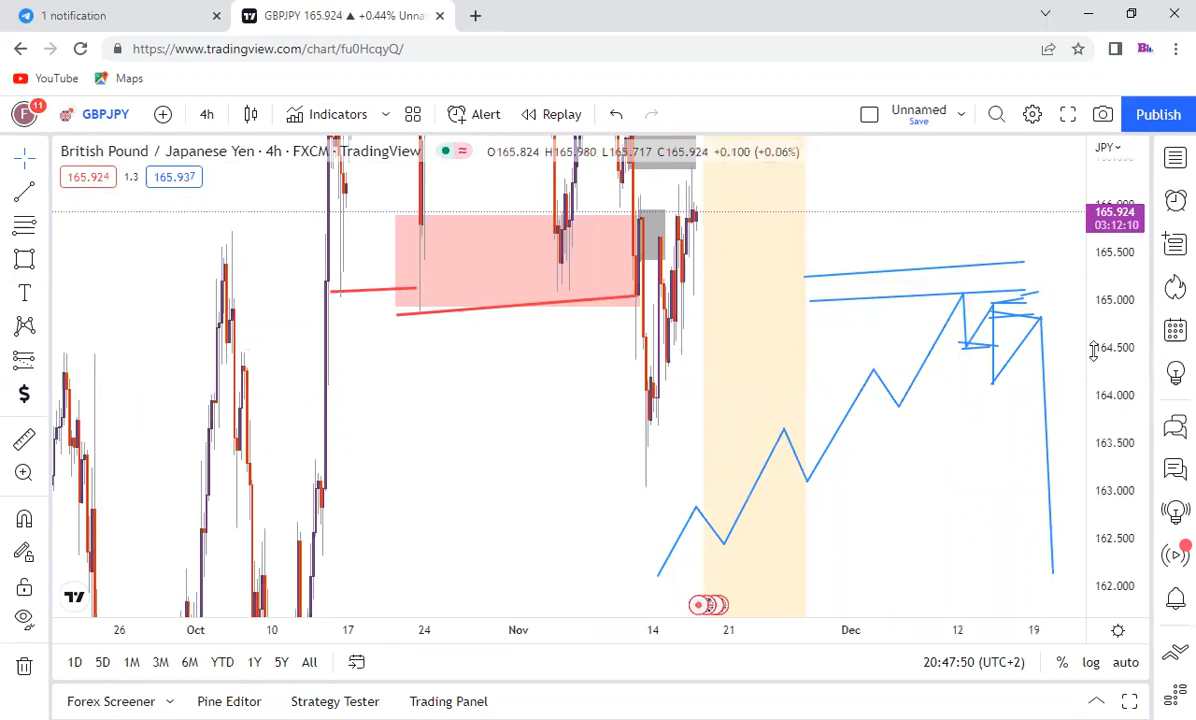 1 notification
GBPJPY 165.924 ▲ +0.44% Unna
https://www.tradingview.com/chart/fu0HcqyQ/
YouTube
Maps
F 11
GBPJPY
4h
Indicators
Alert
Replay
Unnamed
Save
Publish
British Pound / Japanese Yen · 4h · FXCM · TradingView
O165.824 H165.980 L165.717 C165.924 +0.100 (+0.06%)
JPY
165.924
1.3
165.937
166.000
165.924
03:12:10
165.500
165.000
164.500
164.000
163.500
163.000
162.500
162.000
26
Oct
10
17
24
Nov
14
21
Dec
12
19
1D
5D
1M
3M
6M
YTD
1Y
5Y
All
20:47:50 (UTC+2)
%
log
auto
Forex Screener
Pine Editor
Strategy Tester
Trading Panel